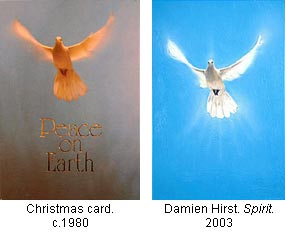 Peace
on
Earth
Christmas card.
c.1980
Damien Hirst. Spirit.
2003